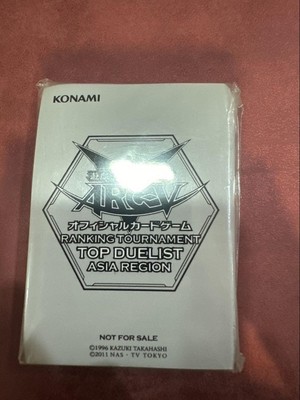 KONAMI
ARC-V
オフィシャルカードゲーム
RANKING TOURNAMENT
TOP DUELIST
ASIA REGION
NOT FOR SALE
©1996 KAZUKI TAKAHASHI
©2011 NAS・TV TOKYO